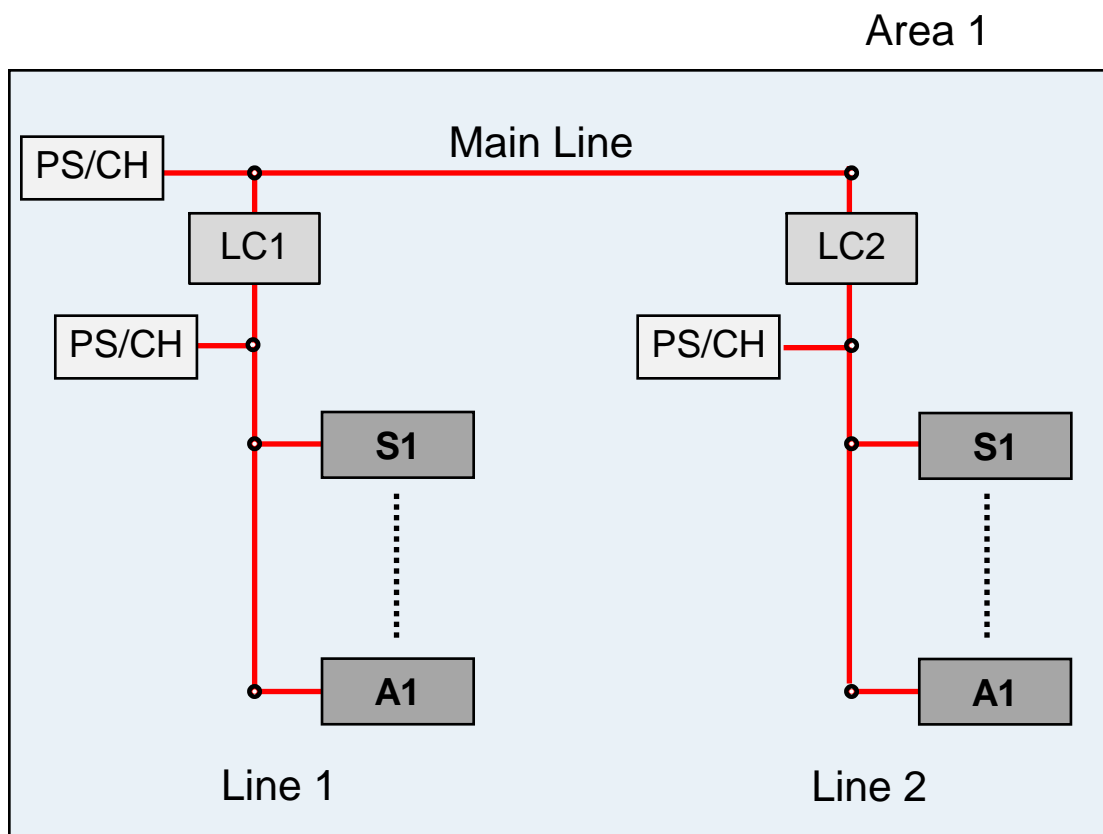 Area 1
Main Line
PS/CH
LC1
LC2
PS/CH
PS/CH
S1
S1
A1
A1
Line 1
Line 2